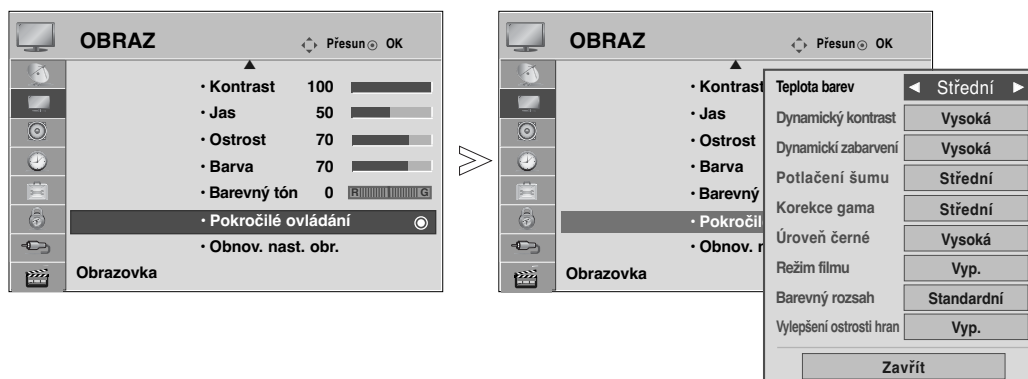 OBRAZ
Přesun OK
Kontrast 100
Jas 50
Ostrost 70
Barva 70
Barevný tón 0 R G
Pokročilé ovládání
Obnov. nast. obr.
Obrazovka
OBRAZ
Přesun OK
Kontrast
Jas
Ostrost
Barva
Barevný
Pokročil
Obnov. n
Obrazovka
Teplota barev Střední
Dynamický kontrast Vysoká
Dynamickí zabarvení Vysoká
Potlačení šumu Střední
Korekce gama Střední
Úroveň černé Vysoká
Režim filmu Vyp.
Barevný rozsah Standardní
Vylepšení ostrosti hran Vyp.
Zavřít